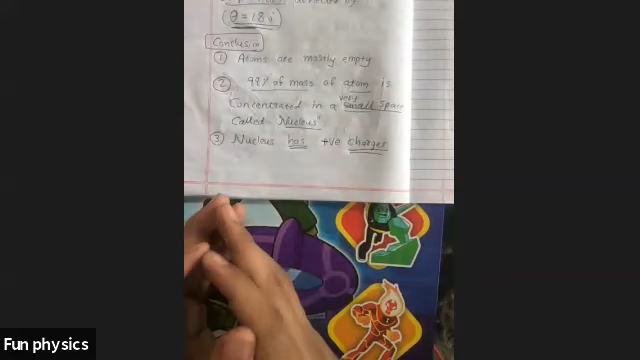 θ = 180°
Conclusion
① Atoms are mostly empty
② 99% of mass of atom is
Concentrated in a very small space
Called "Nucleus"
③ Nucleus has +ve charges
Fun physics